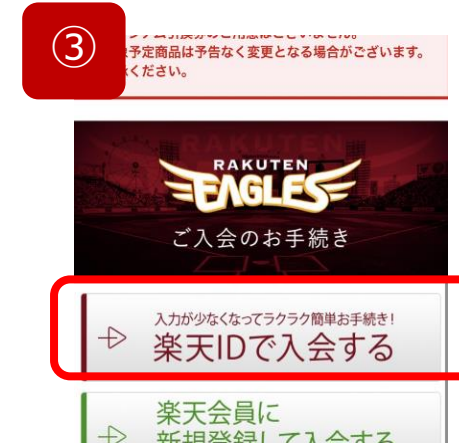 ③
予定商品は予告なく変更となる場合がございます。
ください。
RAKUTEN
EAGLES
ご入会のお手続き
入力が少なくなってラクラク簡単お手続き!
楽天IDで入会する
楽天会員に
新規登録して入会する